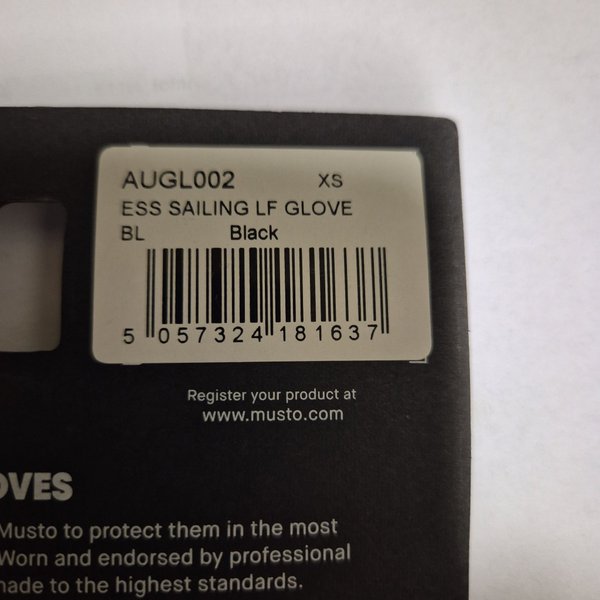 AUGL002 XS
ESS SAILING LF GLOVE
BL Black
5 057324 181637
Register your product at
www.musto.com
OVES
Musto to protect them in the most
Worn and endorsed by professional
nade to the highest standards.